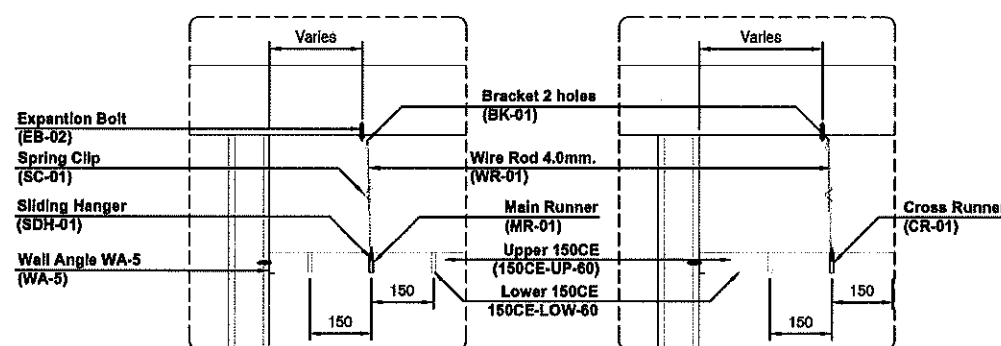 Varies
Varies
Expantion Bolt
(EB-02)
Bracket 2 holes
(BK-01)
Spring Clip
(SC-01)
Wire Rod 4.0mm.
(WR-01)
Sliding Hanger
(SDH-01)
Main Runner
(MR-01)
Cross Runner
(CR-01)
Wall Angle WA-5
(WA-5)
Upper 150CE
(150CE-UP-60)
Lower 150CE
150CE-LOW-60
150
150
150
150